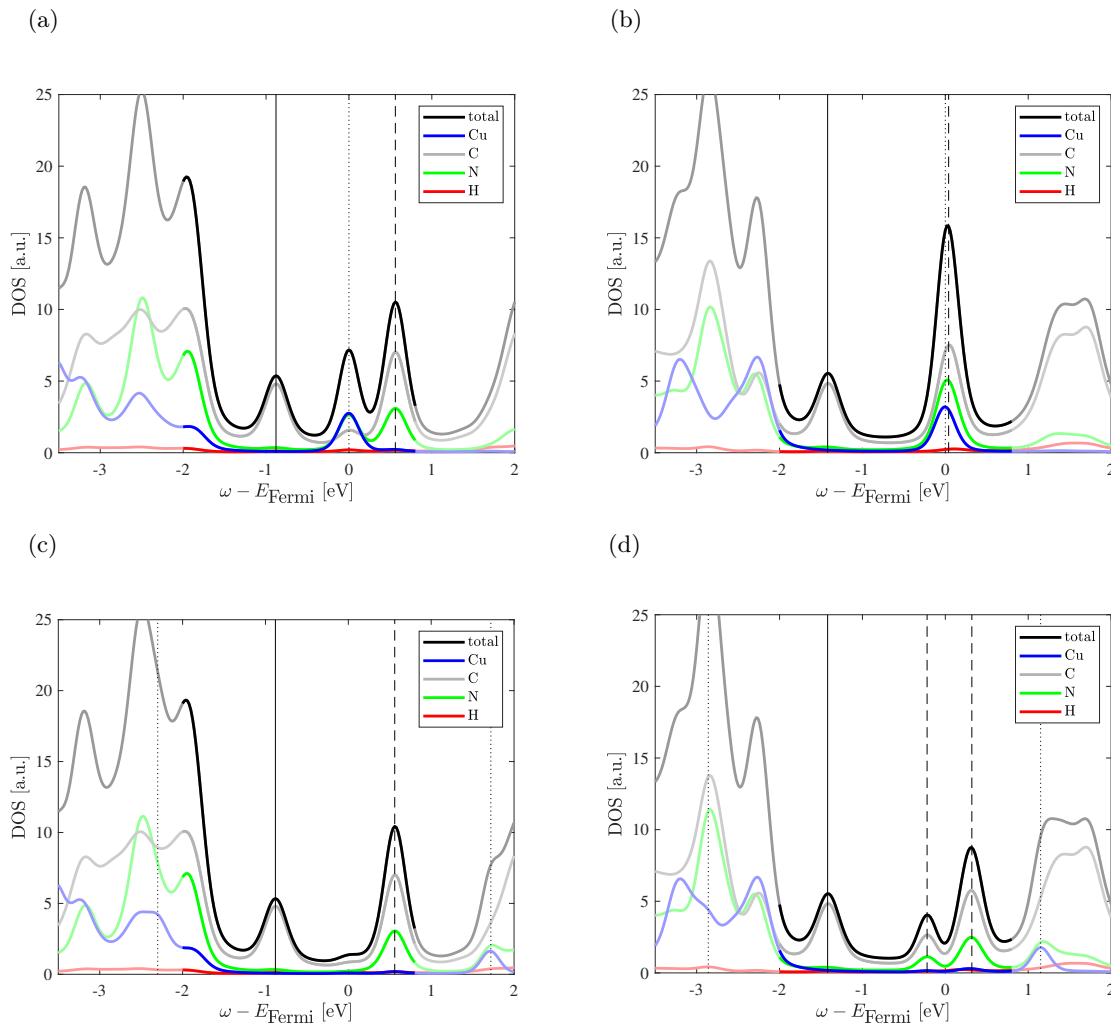 (a)
25
20
15
10
5
0
DOS [a.u.]
-3 -2 -1 0 1 2
ω − E_Fermi [eV]
total
Cu
C
N
H
(b)
25
20
15
10
5
0
DOS [a.u.]
-3 -2 -1 0 1 2
ω − E_Fermi [eV]
total
Cu
C
N
H
(c)
25
20
15
10
5
0
DOS [a.u.]
-3 -2 -1 0 1 2
ω − E_Fermi [eV]
total
Cu
C
N
H
(d)
25
20
15
10
5
0
DOS [a.u.]
-3 -2 -1 0 1 2
ω − E_Fermi [eV]
total
Cu
C
N
H